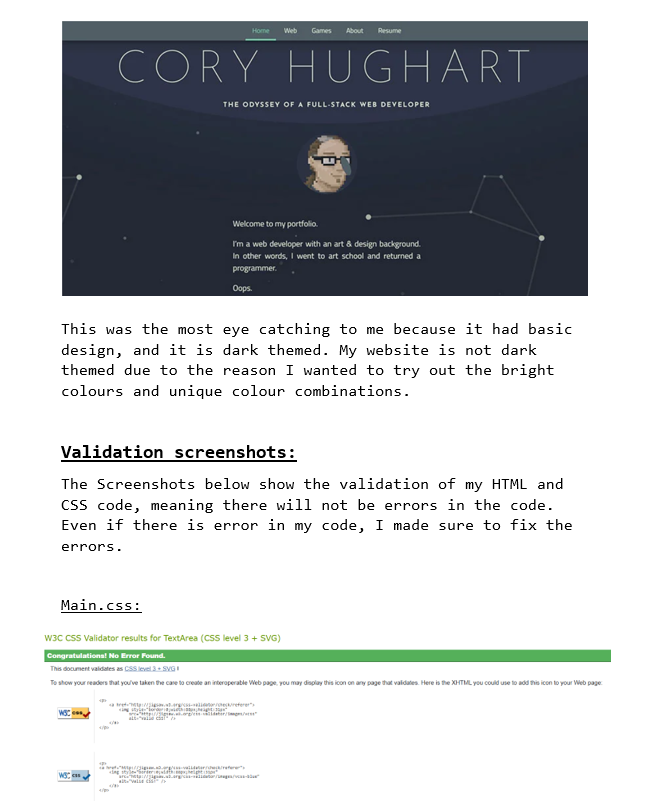 Home Web Games About Resume
CORY HUGHART
THE ODYSSEY OF A FULL-STACK WEB DEVELOPER
Welcome to my portfolio.
I'm a web developer with an art & design background.
In other words, I went to art school and returned a
programmer.
Oops.
This was the most eye catching to me because it had basic
design, and it is dark themed. My website is not dark
themed due to the reason I wanted to try out the bright
colours and unique colour combinations.
Validation screenshots:
The Screenshots below show the validation of my HTML and
CSS code, meaning there will not be errors in the code.
Even if there is error in my code, I made sure to fix the
errors.
Main.css:
W3C CSS Validator results for TextArea (CSS level 3 + SVG)
Congratulations! No Error Found.
This document validates as CSS level 3 + SVG !
To show your readers that you've taken the care to create an interoperable Web page, you may display this icon on any page that validates. Here is the XHTML you could use to add this icon to your Web page:
<p>
<a href="http://jigsaw.w3.org/css-validator/check/referer">
<img style="border:0;width:88px;height:31px"
src="http://jigsaw.w3.org/css-validator/images/vcss"
alt="Valid CSS!" />
</a>
</p>
W3C css
<p>
<a href="http://jigsaw.w3.org/css-validator/check/referer">
<img style="border:0;width:88px;height:31px"
src="http://jigsaw.w3.org/css-validator/images/vcss-blue"
alt="Valid CSS!" />
</a>
</p>
W3C css